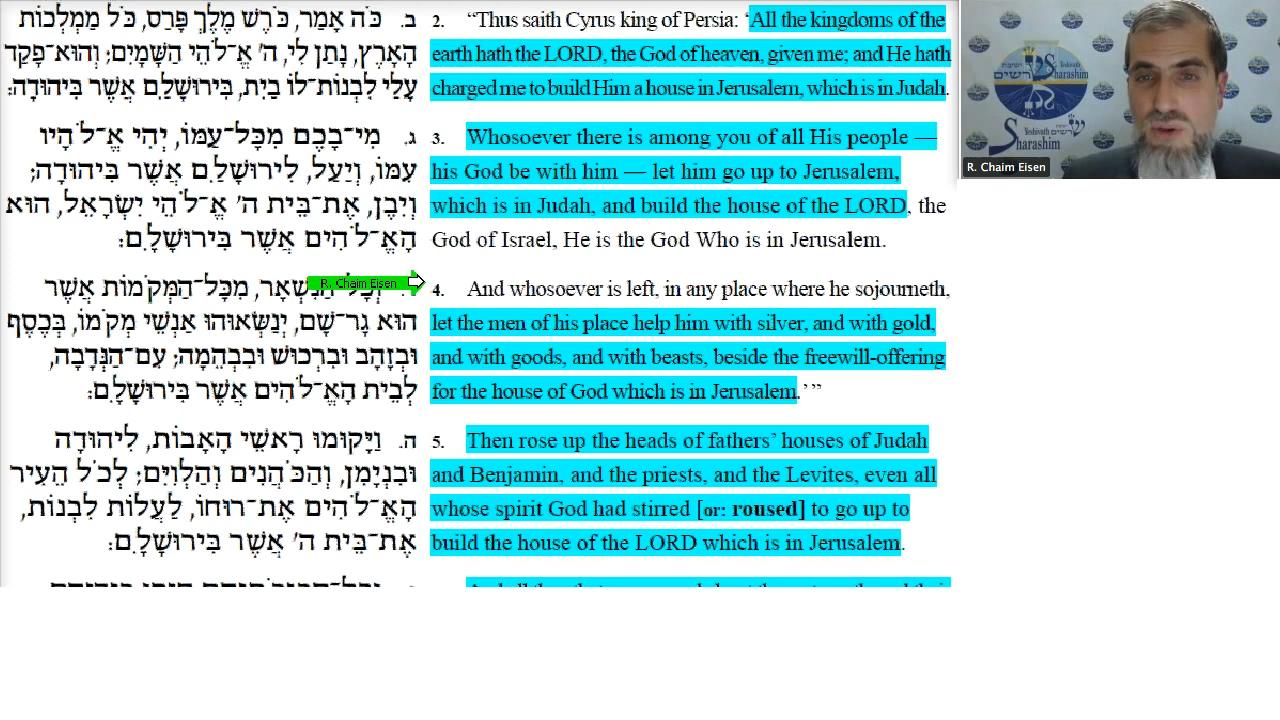 ב. כֹּה אָמַר, כֹּרֶשׁ מֶלֶךְ פָּרַס, כֹּל מַמְלְכוֹת
הָאָרֶץ, נָתַן לִי, ה' אֱ־לֹהֵי הַשָּׁמָיִם; וְהוּא־פָקַד
עָלַי לִבְנוֹת־לוֹ בַיִת, בִּירוּשָׁלִַם אֲשֶׁר בִּיהוּדָה:
ג. מִי־בָכֶם מִכָּל־עַמּוֹ, יְהִי אֱ־לֹהָיו
עִמּוֹ, וְיַעַל, לִירוּשָׁלִַם אֲשֶׁר בִּיהוּדָה;
וְיִבֶן, אֶת־בֵּית ה' אֱ־לֹהֵי יִשְׂרָאֵל, הוּא
הָאֱ־לֹהִים אֲשֶׁר בִּירוּשָׁלִָם:
הַנִּשְׁאָר, מִכָּל־הַמְּקֹמוֹת אֲשֶׁר
הוּא גָר־שָׁם, יְנַשְּׂאוּהוּ אַנְשֵׁי מְקֹמוֹ, בְּכֶסֶף
וּבְזָהָב וּבִרְכוּשׁ וּבִבְהֵמָה; עִם־הַנְּדָבָה,
לְבֵית הָאֱ־לֹהִים אֲשֶׁר בִּירוּשָׁלִָם:
ה. וַיָּקוּמוּ רָאשֵׁי הָאָבוֹת, לִיהוּדָה
וּבִנְיָמִן, וְהַכֹּהֲנִים וְהַלְוִיִּם; לְכֹל הֵעִיר
הָאֱ־לֹהִים אֶת־רוּחוֹ, לַעֲלוֹת לִבְנוֹת,
אֶת־בֵּית ה' אֲשֶׁר בִּירוּשָׁלִָם:
2. “Thus saith Cyrus king of Persia: ‘All the kingdoms of the
earth hath the LORD, the God of heaven, given me; and He hath
charged me to build Him a house in Jerusalem, which is in Judah.
3. Whosoever there is among you of all His people —
his God be with him — let him go up to Jerusalem,
which is in Judah, and build the house of the LORD, the
God of Israel, He is the God Who is in Jerusalem.
4. And whosoever is left, in any place where he sojourneth,
let the men of his place help him with silver, and with gold,
and with goods, and with beasts, beside the freewill-offering
for the house of God which is in Jerusalem.’”
5. Then rose up the heads of fathers’ houses of Judah
and Benjamin, and the priests, and the Levites, even all
whose spirit God had stirred [or: roused] to go up to
build the house of the LORD which is in Jerusalem.
R. Chaim Eisen
ישיבת
שרשים
Yeshivath
Sharashim
Yeshivath
Sharashim
R. Chaim Eisen